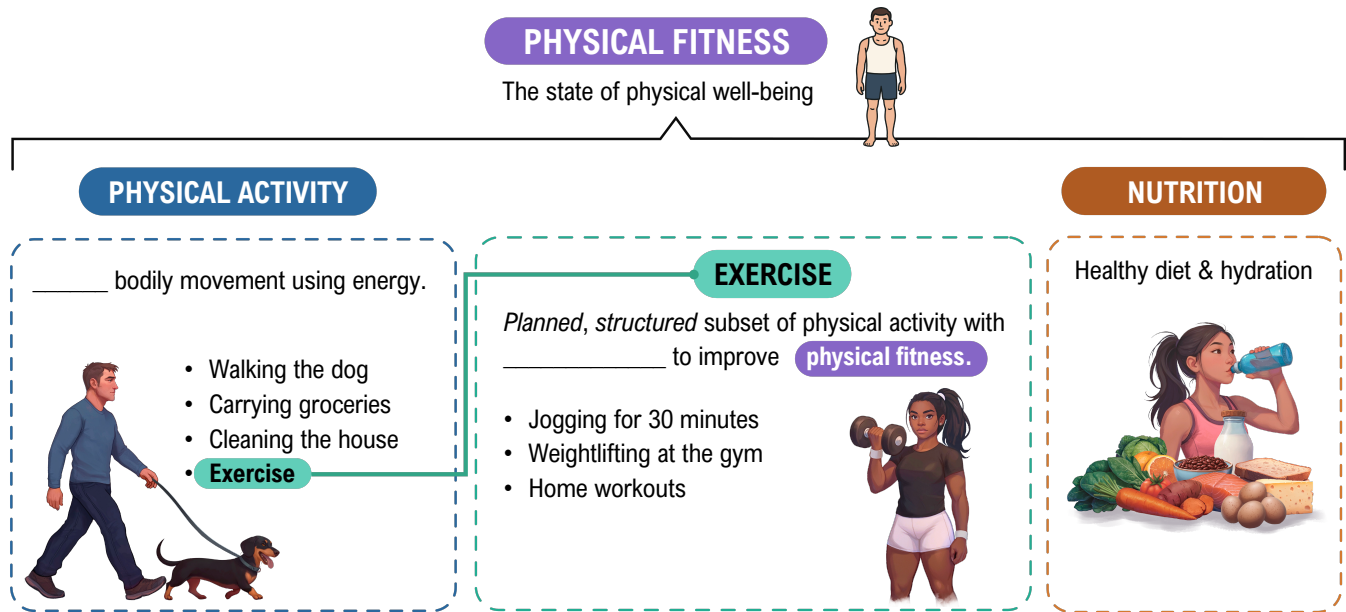 PHYSICAL FITNESS
The state of physical well-being
PHYSICAL ACTIVITY
______ bodily movement using energy.
• Walking the dog
• Carrying groceries
• Cleaning the house
• Exercise
EXERCISE
Planned, structured subset of physical activity with
_____________ to improve physical fitness.
• Jogging for 30 minutes
• Weightlifting at the gym
• Home workouts
NUTRITION
Healthy diet & hydration